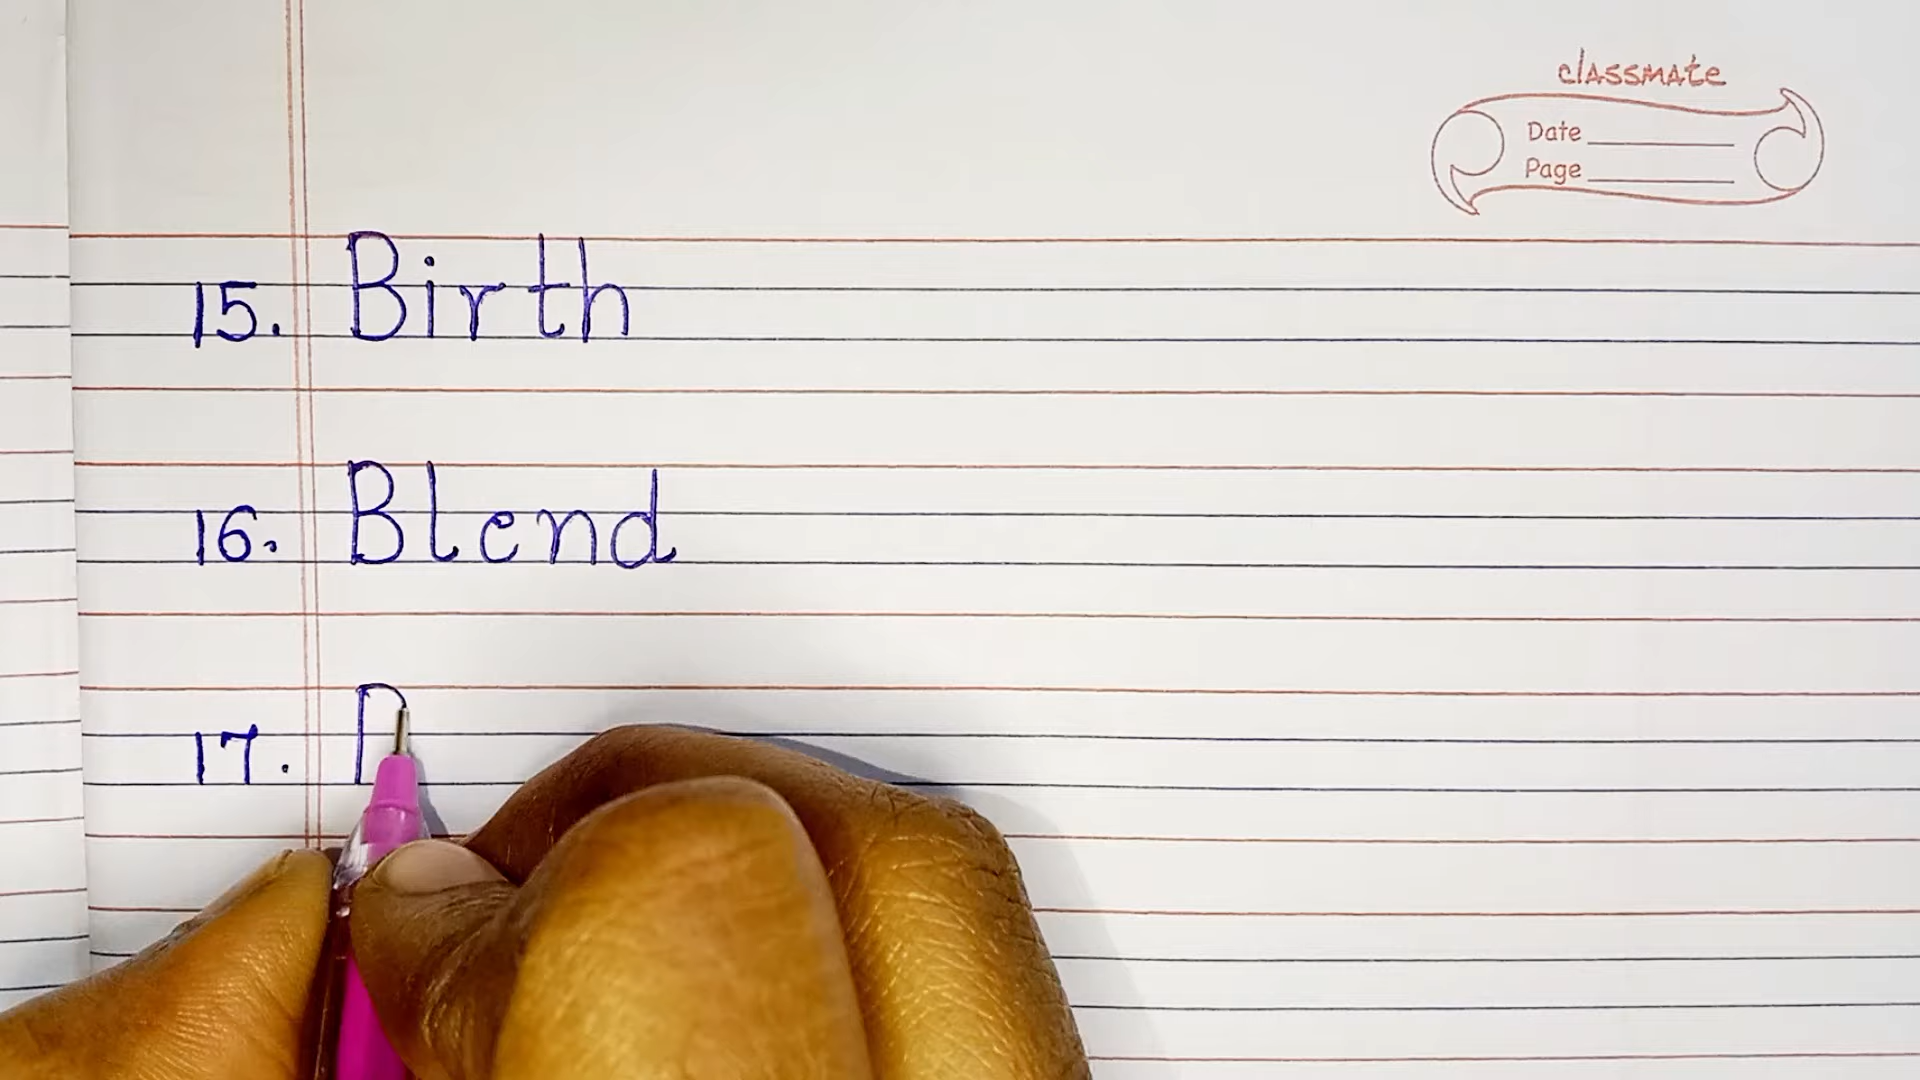 classmate
Date
Page
15. Birth
16. Blend
17.